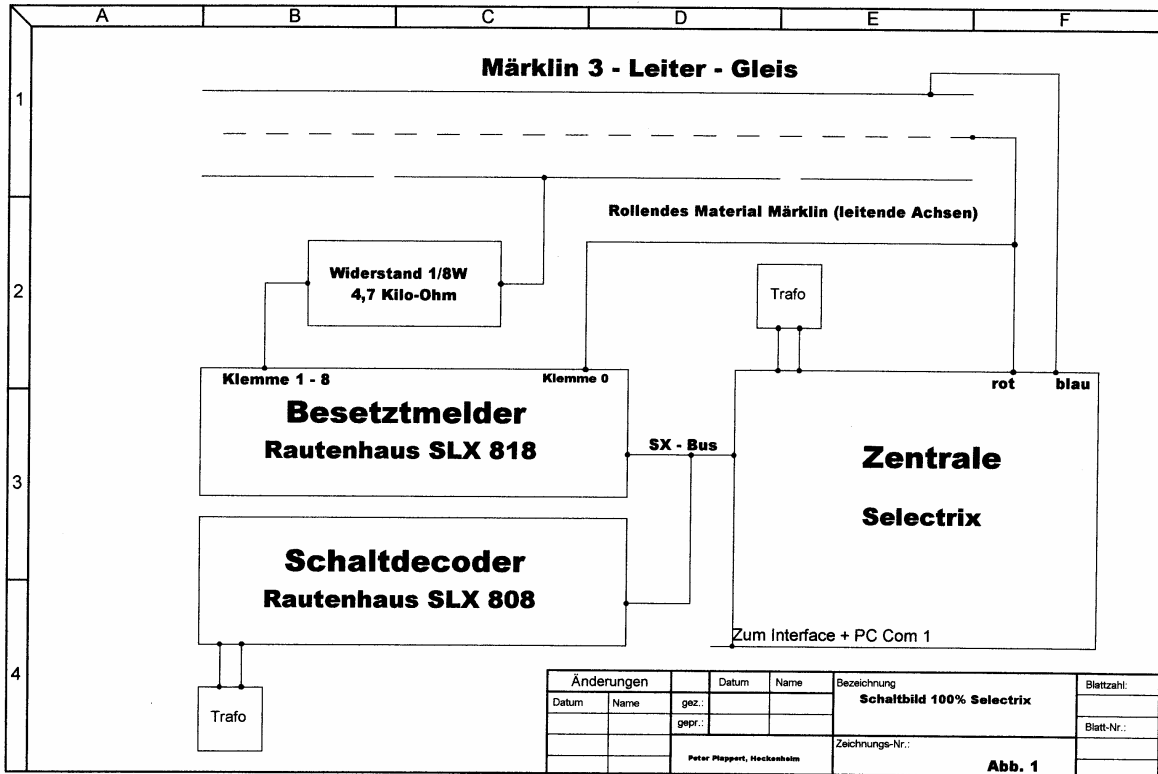 A B C D E F
1
2
3
4
Märklin 3 - Leiter - Gleis
Rollendes Material Märklin (leitende Achsen)
Widerstand 1/8W
4,7 Kilo-Ohm
Trafo
Klemme 1 - 8
Klemme 0
rot
blau
Besetztmelder
Rautenhaus SLX 818
SX - Bus
Zentrale
Selectrix
Schaltdecoder
Rautenhaus SLX 808
Zum Interface + PC Com 1
Trafo
Änderungen
Datum
Name
Datum
Name
gez.:
gepr.:
Peter Plappert, Hockenheim
Bezeichnung
Schaltbild 100% Selectrix
Zeichnungs-Nr.:
Abb. 1
Blattzahl:
Blatt-Nr.: